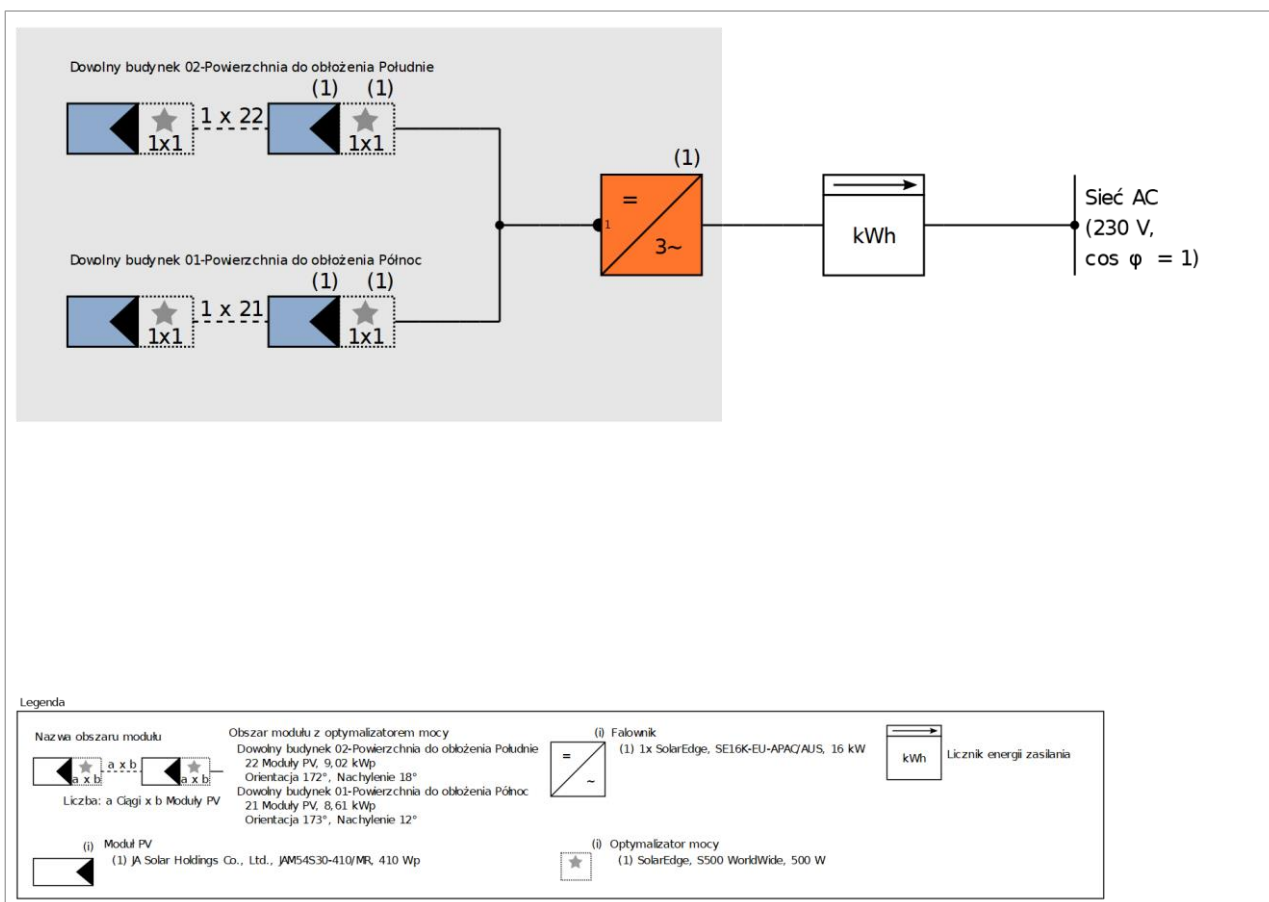 Dowolny budynek 02-Powierzchnia do obłożenia Południe
(1) (1)
1 x 22
1x1 1x1
(1)
= 1 3~
kWh
Sieć AC
(230 V,
cos φ = 1)
Dowolny budynek 01-Powierzchnia do obłożenia Północ
(1) (1)
1 x 21
1x1 1x1
Legenda
Nazwa obszaru modułu
a x b
a x b a x b
Liczba: a Ciągi x b Moduły PV
Obszar modułu z optymalizatorem mocy
Dowolny budynek 02-Powierzchnia do obłożenia Południe
22 Moduły PV, 9,02 kWp
Orientacja 172°, Nachylenie 18°
Dowolny budynek 01-Powierzchnia do obłożenia Północ
21 Moduły PV, 8,61 kWp
Orientacja 173°, Nachylenie 12°
(i) Falownik
(1) 1x SolarEdge, SE16K-EU-APAC/AUS, 16 kW
= ~
kWh
Licznik energii zasilania
(i) Moduł PV
(1) JA Solar Holdings Co., Ltd., JAM54S30-410/MR, 410 Wp
(i) Optymalizator mocy
(1) SolarEdge, S500 WorldWide, 500 W